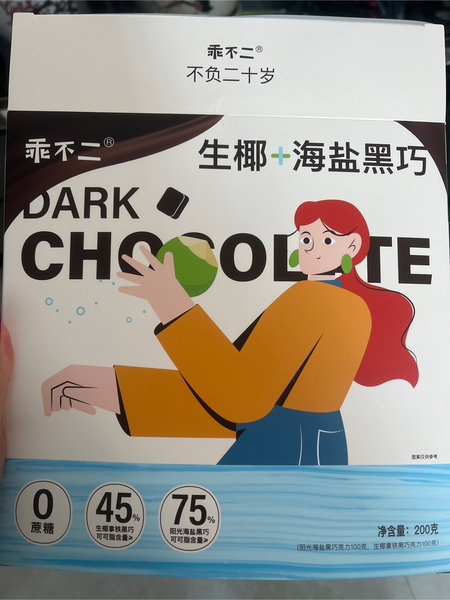 乖不二®
不负二十岁
乖不二®
生椰+海盐黑巧
DARK
CHOCOLATE
图案仅供参考
0
蔗糖
45%
生椰拿铁黑巧
可可脂含量≥
75%
阳光海盐黑巧
可可脂含量≥
净含量：200克
(阳光海盐黑巧克力100克，生椰拿铁黑巧克力100克)